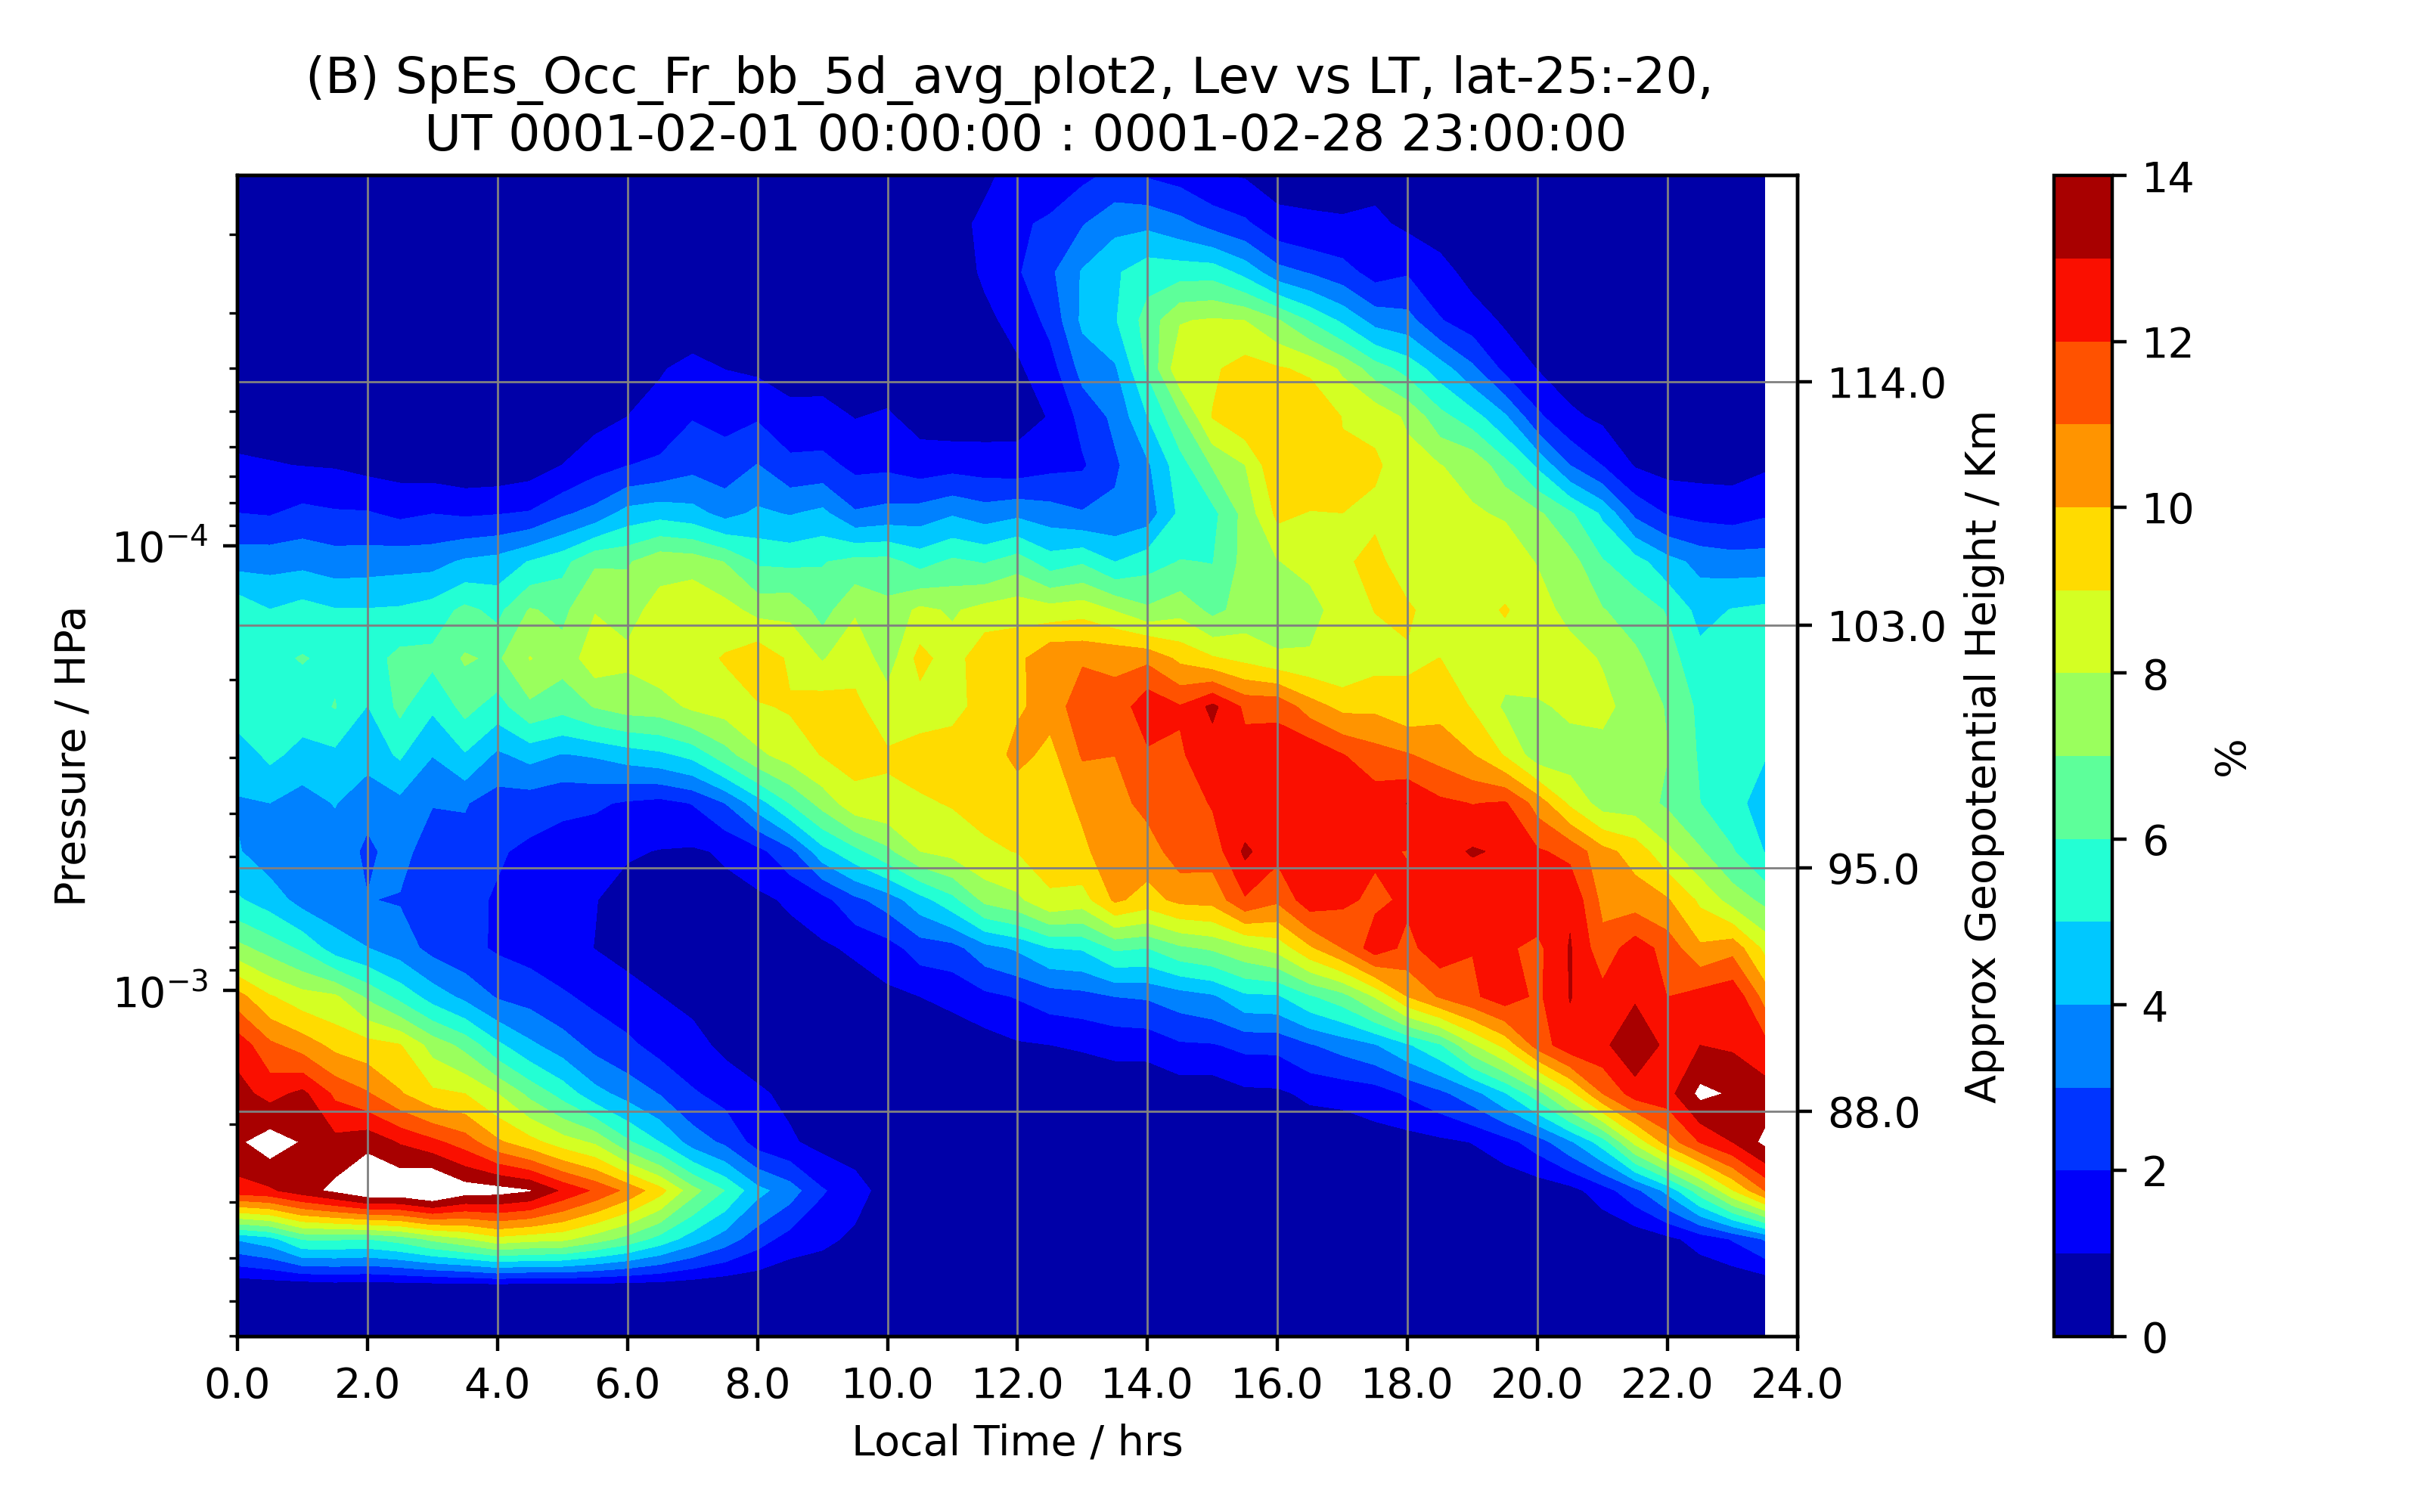 (B) SpEs_Occ_Fr_bb_5d_avg_plot2, Lev vs LT, lat-25:-20,
UT 0001-02-01 00:00:00 : 0001-02-28 23:00:00
Pressure / HPa
10⁻⁴
10⁻³
0.0 2.0 4.0 6.0 8.0 10.0 12.0 14.0 16.0 18.0 20.0 22.0 24.0
Local Time / hrs
114.0
103.0
95.0
88.0
Approx Geopotential Height / Km
14
12
10
8
6
4
2
0
%